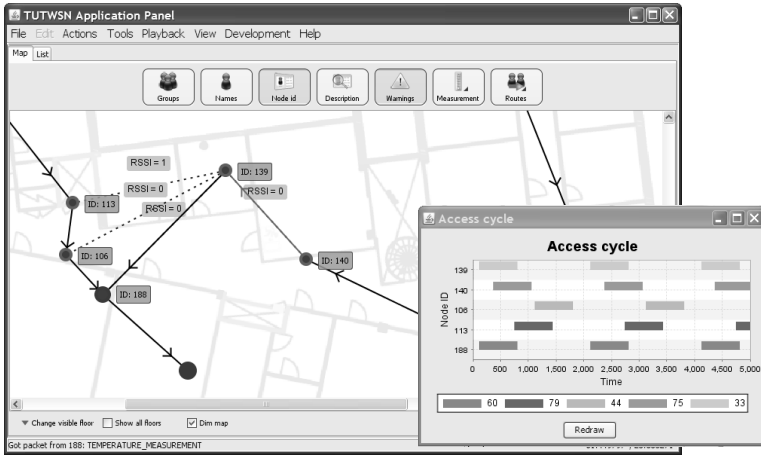 TUTWSN Application Panel
File Edit Actions Tools Playback View Development Help
Map List
Groups Names Node id Description Warnings Measurement Routes
RSSI = 1
ID: 139
RSSI = 0
RSSI = 0
RSSI = 0
ID: 113
ID: 106
ID: 140
ID: 188
Change visible floor Show all floors Dim map
Got packet from 188: TEMPERATURE_MEASUREMENT
Access cycle
Access cycle
Node ID
139
140
106
113
188
0 500 1,000 1,500 2,000 2,500 3,000 3,500 4,000 4,500 5,000
Time
60 79 44 75 33
Redraw